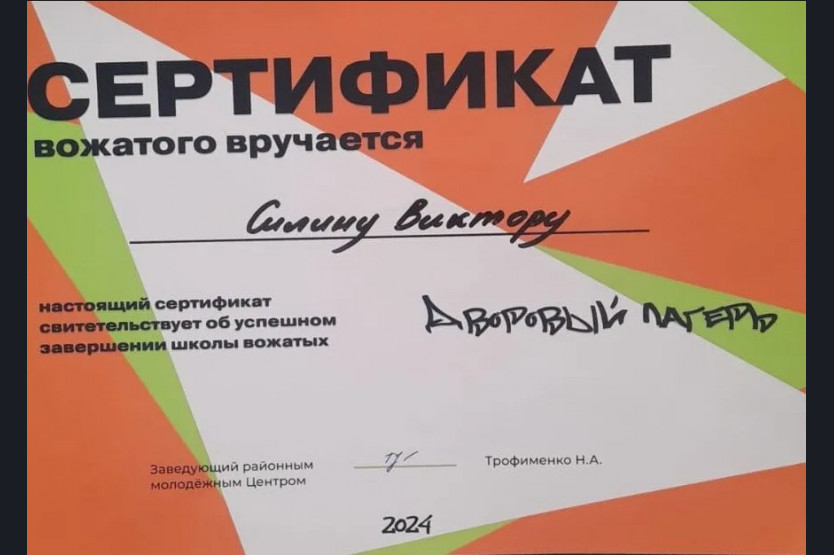 СЕРТИФИКАТ
вожатого вручается
Силину Виктору
настоящий сертификат
свитетельствует об успешном
завершении школы вожатых
Дворовый лагерь
Заведующий районным
молодёжным Центром
Трофименко Н.А.
2024